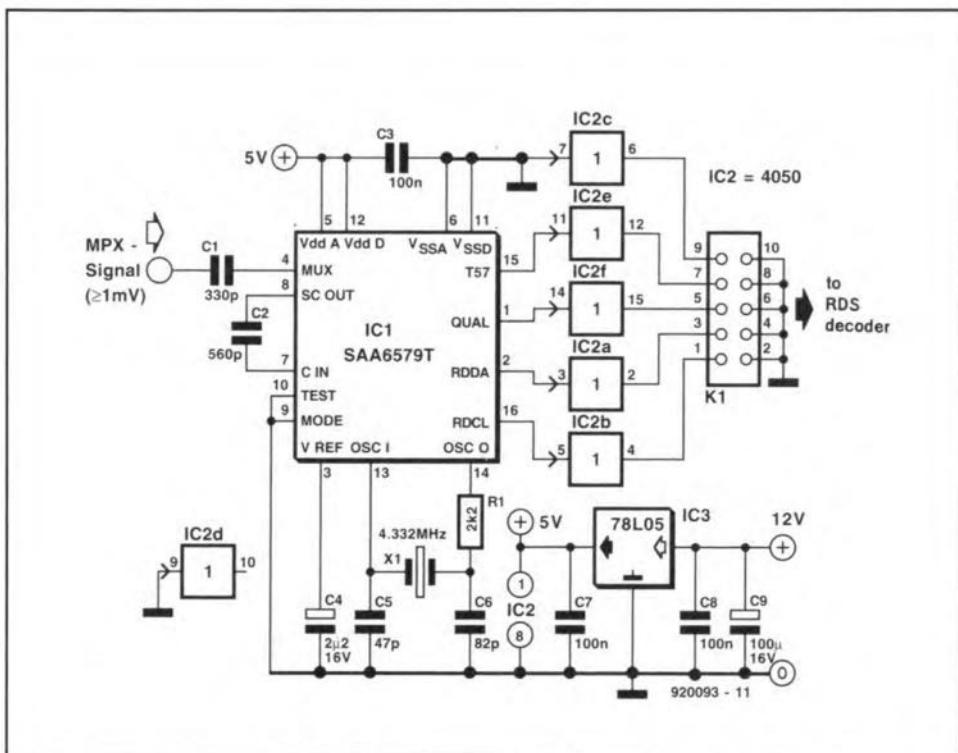 IC2c
7
1
6
C3
100n
5V
+
IC2 = 4050
IC2e
11
1
12
5
12
6
11
Vdd A
Vdd D
VSSA
VSSD
MPX -
Signal
(≥1mV)
C1
330p
4
MUX
T57
15
8
SC OUT
C2
560p
IC1
SAA6579T
QUAL
1
IC2f
14
1
15
7
C IN
10
TEST
9
MODE
RDDA
2
IC2a
3
1
2
RDCL
16
IC2b
5
1
4
V REF
OSC I
OSC O
3
13
14
9
10
7
8
5
6
3
4
1
2
K1
to
RDS
decoder
R1
2k2
4.332MHz
X1
IC2d
9
1
10
C4
2µ2
16V
C5
47p
C6
82p
5V
+
1
IC2
8
78L05
IC3
12V
+
C7
100n
C8
100n
C9
100µ
16V
0
920093 - 11